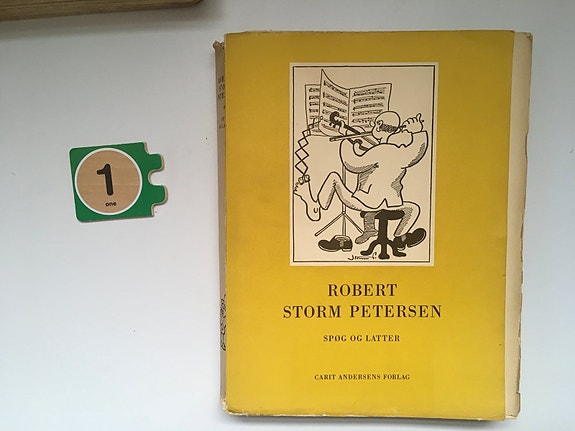 1
one
ROBERT
STORM PETERSEN
SPØG OG LATTER
CARIT ANDERSENS FORLAG